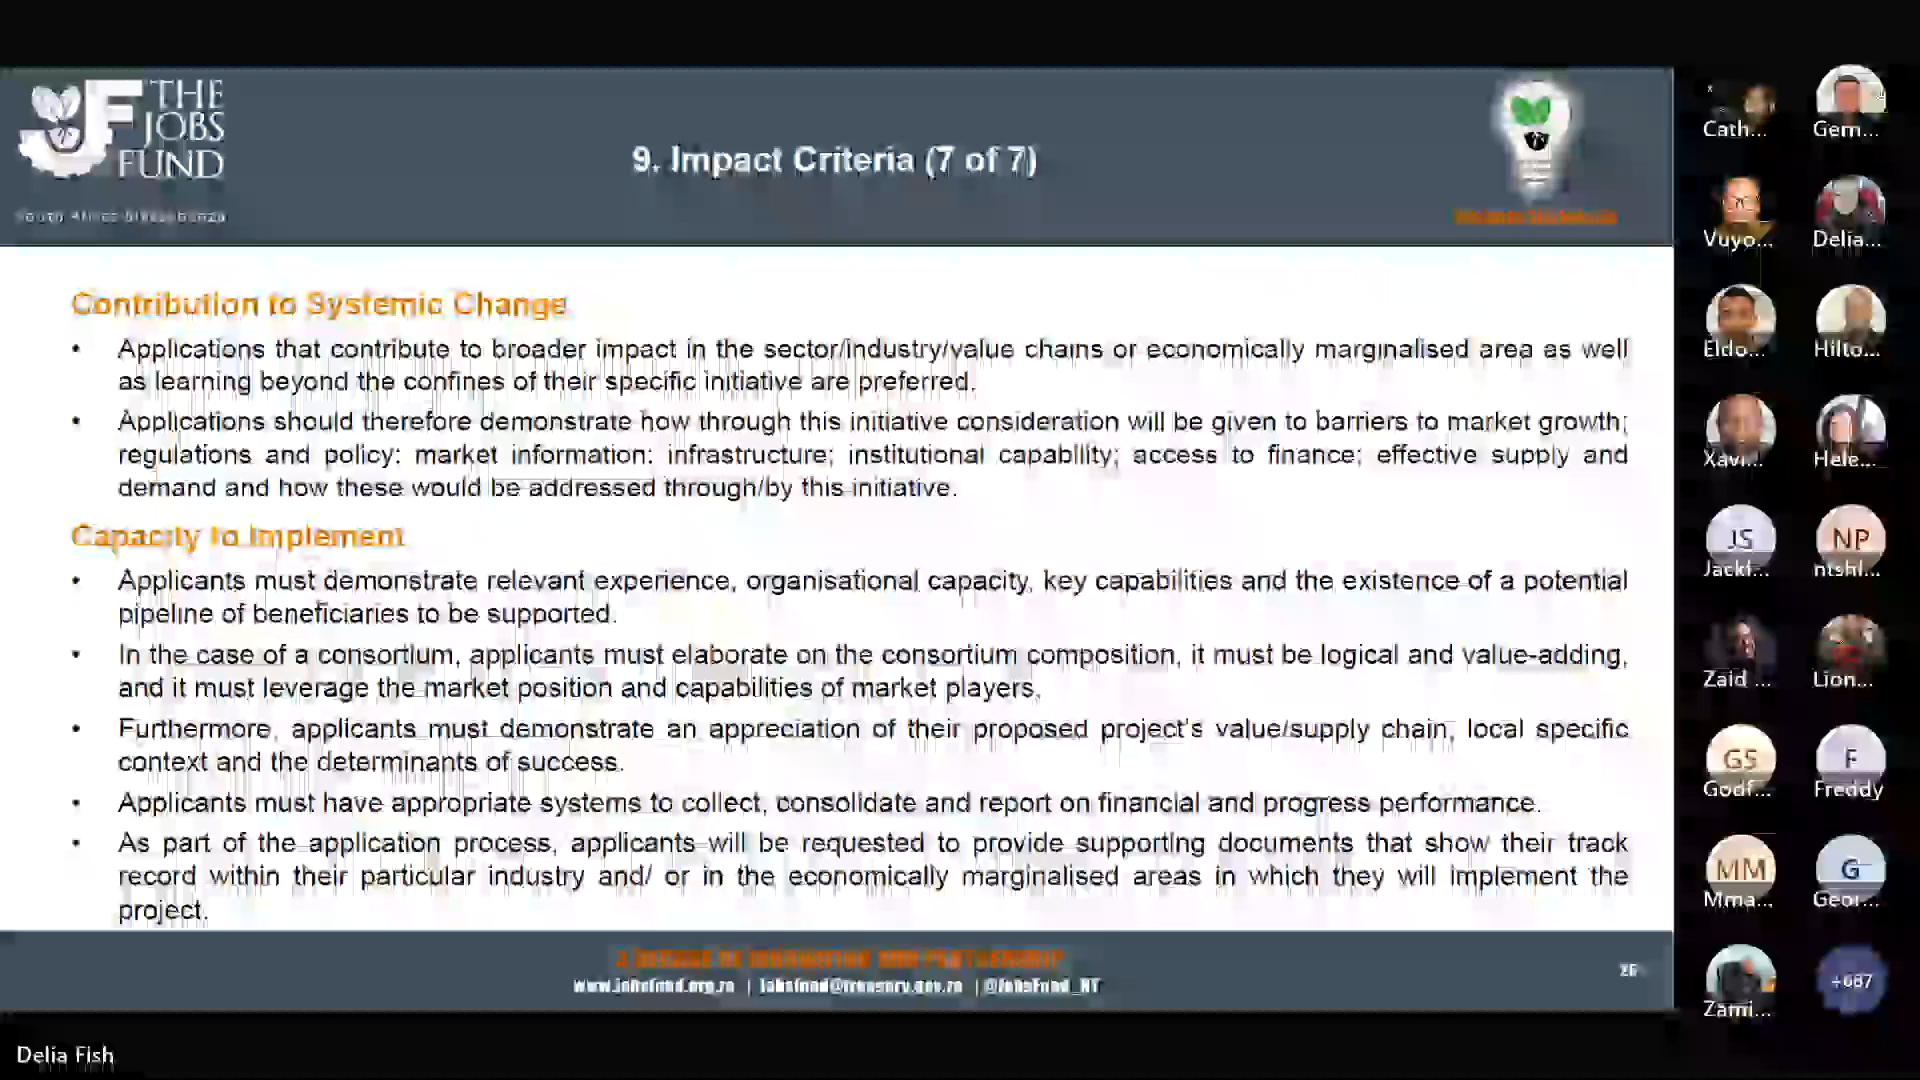 THE
JOBS
FUND
9. Impact Criteria (7 of 7)
Contribution to Systemic Change
• Applications that contribute to broader impact in the sector/industry/value chains or economically marginalised area as well
as learning beyond the confines of their specific initiative are preferred.
• Applications should therefore demonstrate how through this initiative consideration will be given to barriers to market growth;
regulations and policy; market information; infrastructure; institutional capability; access to finance; effective supply and
demand and how these would be addressed through/by this initiative.
Capacity to Implement
• Applicants must demonstrate relevant experience, organisational capacity, key capabilities and the existence of a potential
pipeline of beneficiaries to be supported.
• In the case of a consortium, applicants must elaborate on the consortium composition, it must be logical and value-adding,
and it must leverage the market position and capabilities of market players.
• Furthermore, applicants must demonstrate an appreciation of their proposed project's value/supply chain, local specific
context and the determinants of success.
• Applicants must have appropriate systems to collect, consolidate and report on financial and progress performance.
• As part of the application process, applicants will be requested to provide supporting documents that show their track
record within their particular industry and/ or in the economically marginalised areas in which they will implement the
project.
A DECADE OF INNOVATION AND PARTNERSHIP
www.jobsfund.org.za | jobsfund@treasury.gov.za | @JobsFund_NT
26
Cath...
Gem...
Vuyo...
Delia...
Eldo...
Hilto...
Xavi...
Hele...
JS
NP
Jackf...
ntshl...
Zaid ...
Lion...
GS
F
Godf...
Freddy
MM
G
Mma...
Geor...
Zami...
+687
Delia Fish